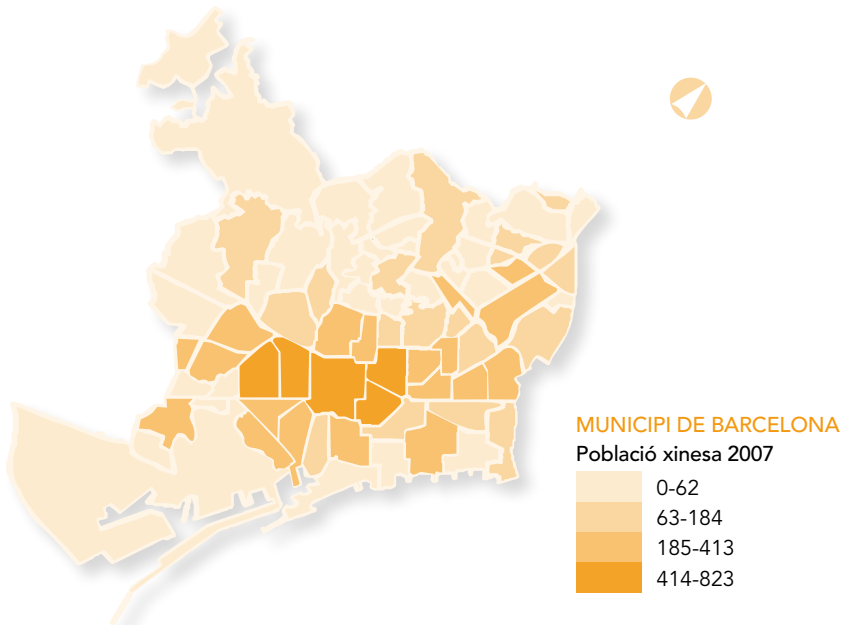 MUNICIPI DE BARCELONA
Població xinesa 2007
0-62
63-184
185-413
414-823